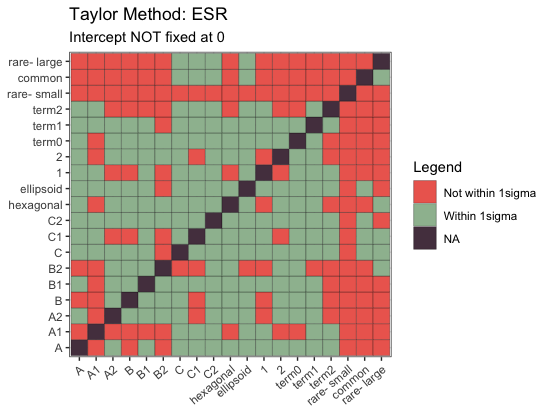 Taylor Method: ESR
Intercept NOT fixed at 0
rare- large
common
rare- small
term2
term1
term0
2
1
ellipsoid
hexagonal
C2
C1
C
B2
B1
B
A2
A1
A
A
A1
A2
B
B1
B2
C
C1
C2
hexagonal
ellipsoid
1
2
term0
term1
term2
rare- small
common
rare- large
Legend
Not within 1sigma
Within 1sigma
NA